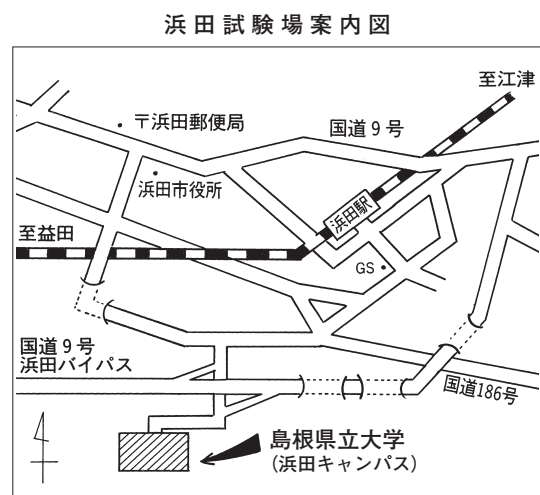 浜田試験場案内図
至江津
〒浜田郵便局
国道9号
浜田市役所
浜田駅
至益田
GS
国道9号
浜田バイパス
国道186号
島根県立大学
(浜田キャンパス)